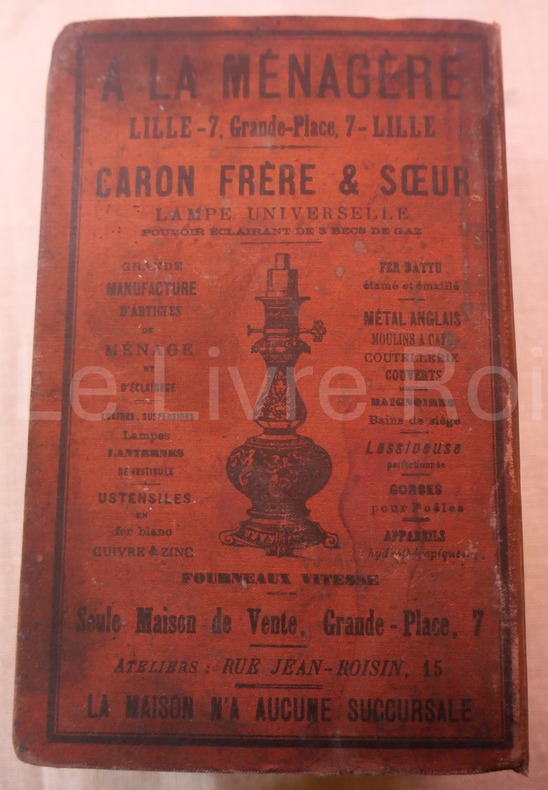 A LA MÉNAGÈRE
LILLE - 7, Grande-Place, 7 - LILLE
CARON FRÈRE & SŒUR
LAMPE UNIVERSELLE
POUVOIR ÉCLAIRANT DE 3 BECS DE GAZ
GRANDE
MANUFACTURE
D'ARTICLES
DE
MÉNAGE
ET
D'ÉCLAIRAGE
LUSTRES, SUSPENSIONS
Lampes
LANTERNES
DE VESTIBULE
USTENSILES
EN
fer blanc
CUIVRE & ZINC
FER BATTU
étamé et émaillé
MÉTAL ANGLAIS
MOULINS A CAFÉ
COUTELLERIE
COUVERTS
BAIGNOIRES
Bains de siége
Lessiveuse
perfectionnée
GORGES
pour Poêles
APPAREILS
hydrothérapiques
FOURNEAUX VITESSE
Seule Maison de Vente, Grande-Place, 7
ATELIERS : RUE JEAN-ROISIN, 15
LA MAISON N'A AUCUNE SUCCURSALE
Le Livre Roi